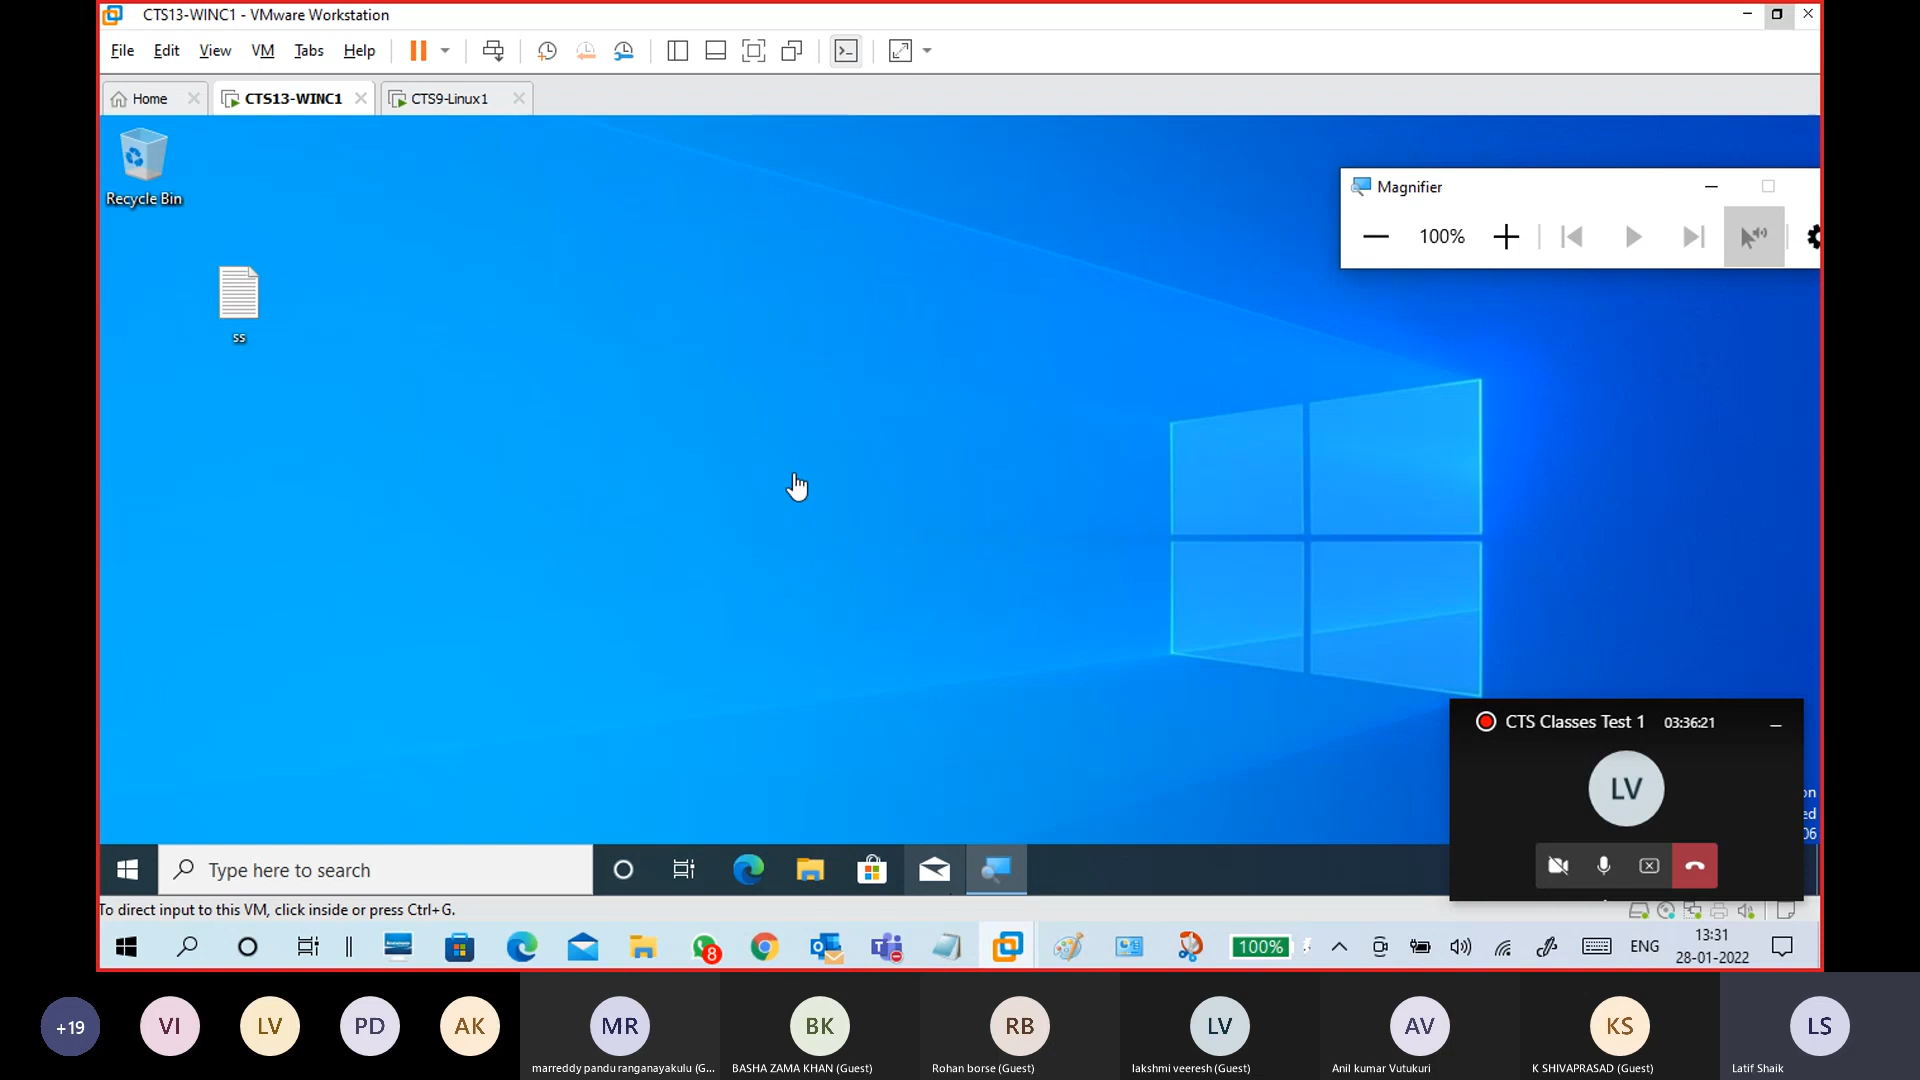 CTS13-WINC1 - VMware Workstation
File Edit View VM Tabs Help
Home CTS13-WINC1 CTS9-Linux1
Recycle Bin
Magnifier
100%
ss
CTS Classes Test 1 03:36:21
LV
on
ed
06
Type here to search
To direct input to this VM, click inside or press Ctrl+G.
8
100%
ENG
13:31
28-01-2022
+19 VI LV PD AK MR BK RB LV AV KS LS
marreddy pandu ranganayakulu (G... BASHA ZAMA KHAN (Guest) Rohan borse (Guest) lakshmi veeresh (Guest) Anil kumar Vutukuri K SHIVAPRASAD (Guest) Latif Shaik